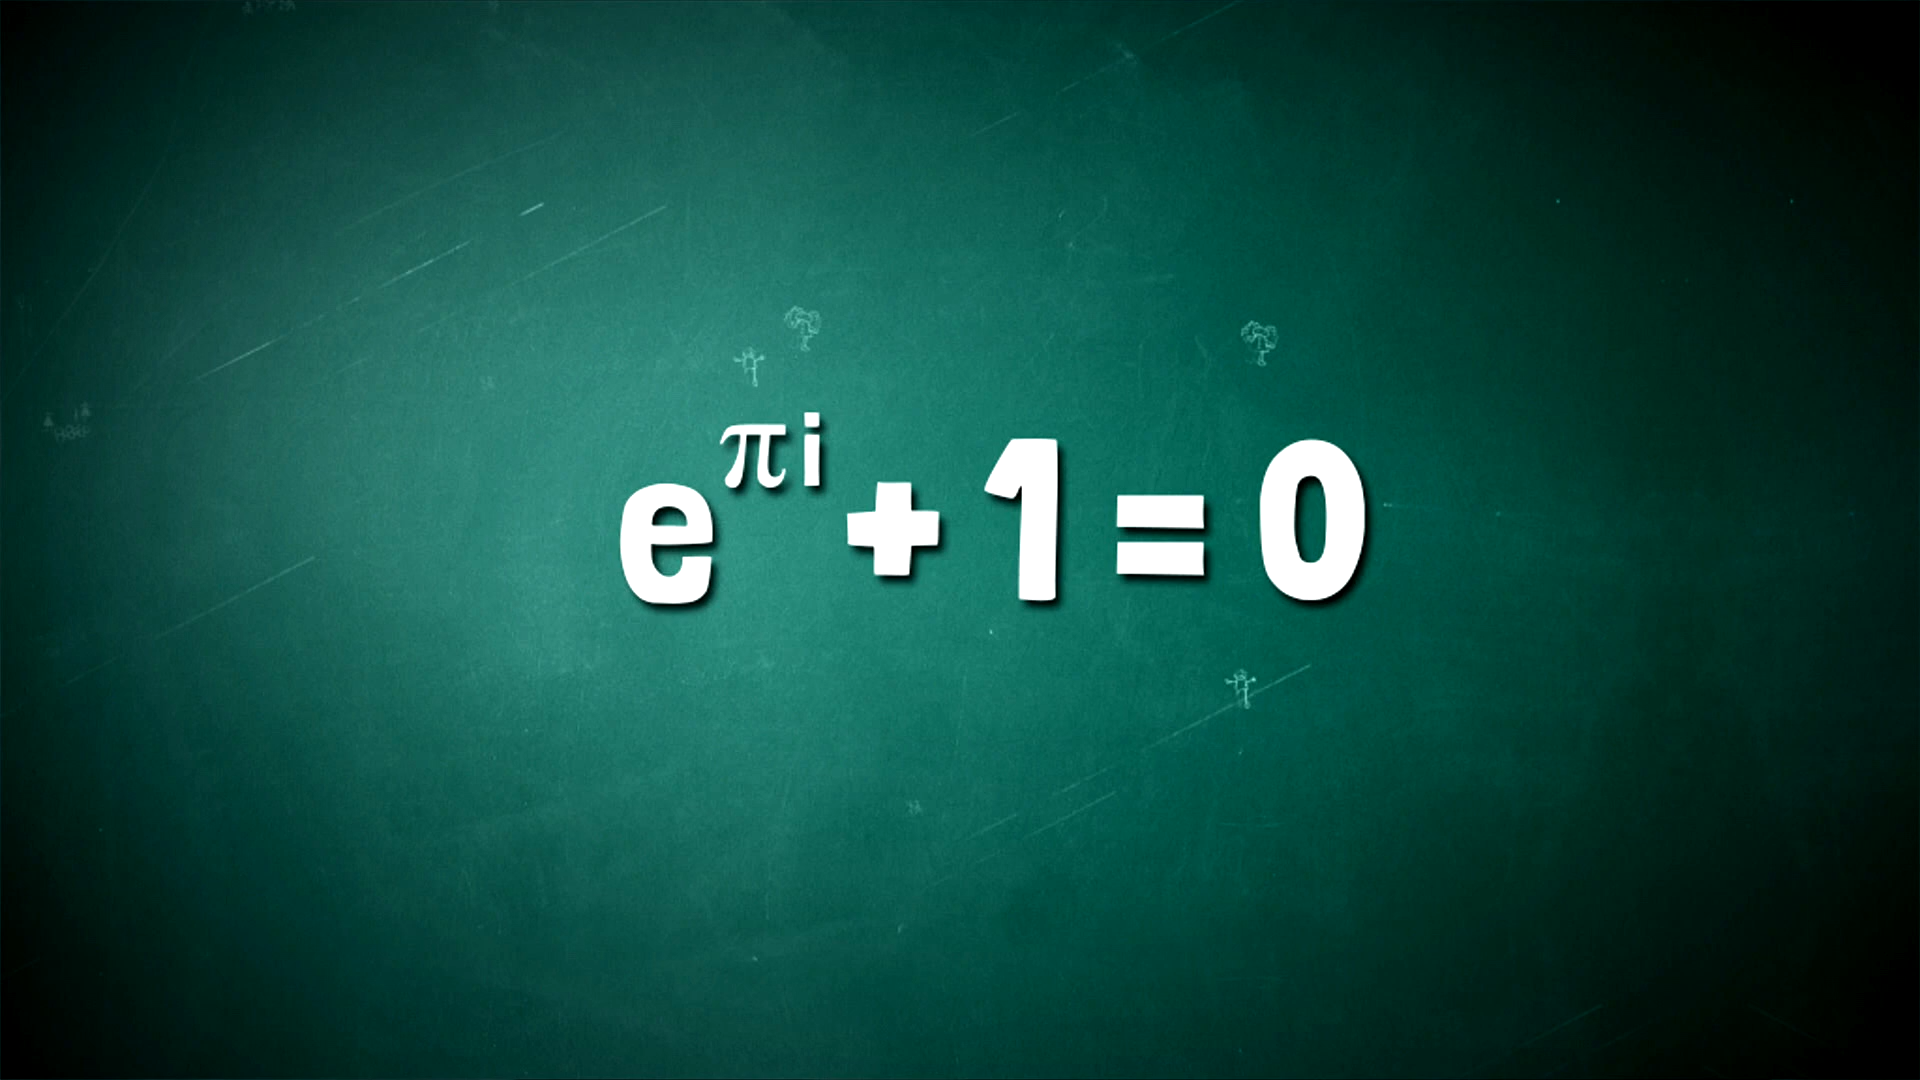 e^πi + 1 = 0